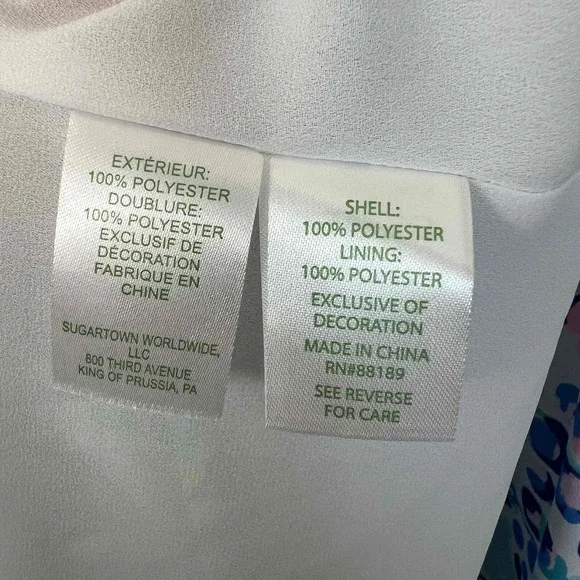 EXTÉRIEUR:
100% POLYESTER
DOUBLURE:
100% POLYESTER
EXCLUSIF DE
DÉCORATION
FABRIQUE EN
CHINE
SUGARTOWN WORLDWIDE,
LLC
800 THIRD AVENUE
KING OF PRUSSIA, PA
SHELL:
100% POLYESTER
LINING:
100% POLYESTER
EXCLUSIVE OF
DECORATION
MADE IN CHINA
RN#88189
SEE REVERSE
FOR CARE